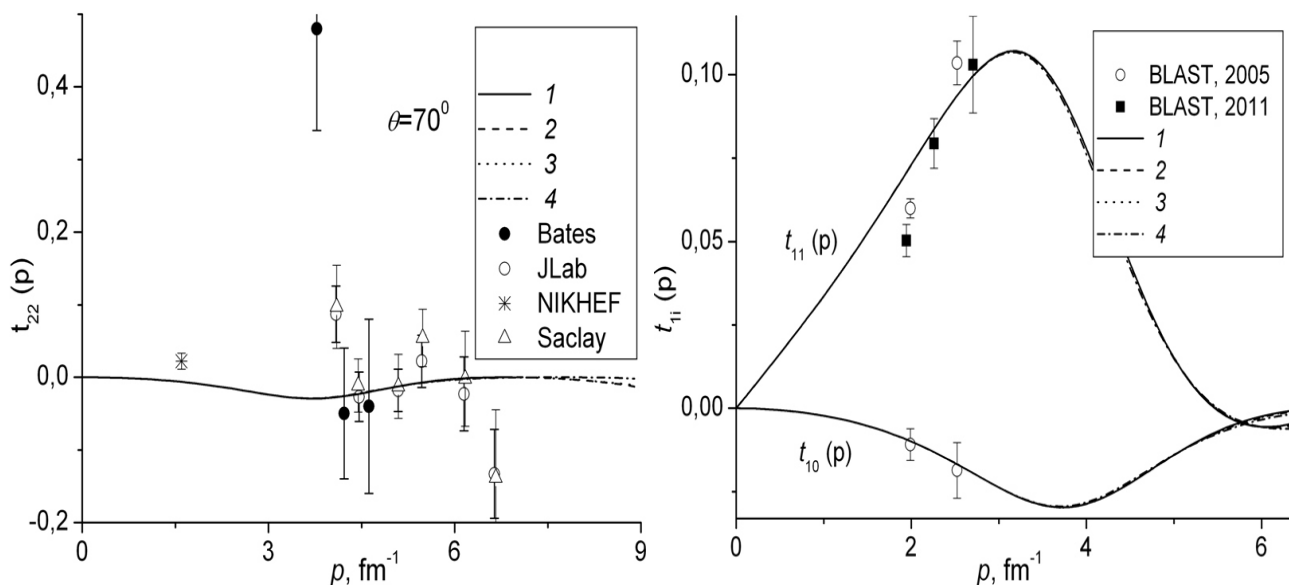 0,4
0,2
0,0
-0,2
t22 (p)
θ=70⁰
1
2
3
4
Bates
JLab
NIKHEF
Saclay
0
3
6
9
p, fm⁻¹
0,10
0,05
0,00
t1i (p)
BLAST, 2005
BLAST, 2011
1
2
3
4
t11 (p)
t10 (p)
0
2
4
6
p, fm⁻¹